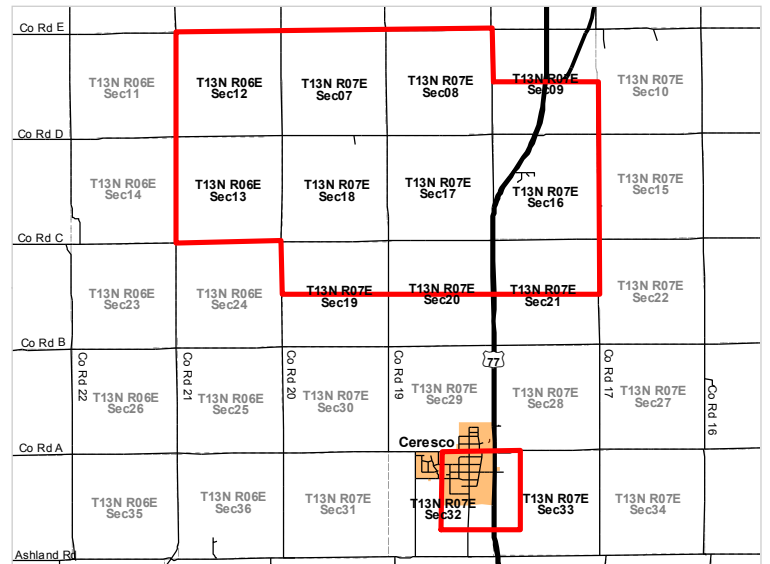 Co Rd E
T13N R06E
Sec11
T13N R06E
Sec12
T13N R07E
Sec07
T13N R07E
Sec08
T13N R07E
Sec09
T13N R07E
Sec10
Co Rd D
T13N R06E
Sec14
T13N R06E
Sec13
T13N R07E
Sec18
T13N R07E
Sec17
T13N R07E
Sec16
T13N R07E
Sec15
Co Rd C
T13N R06E
Sec23
T13N R06E
Sec24
T13N R07E
Sec19
T13N R07E
Sec20
T13N R07E
Sec21
T13N R07E
Sec22
Co Rd B
Co Rd 22
Co Rd 21
Co Rd 20
Co Rd 19
77
Co Rd 17
Co Rd 16
T13N R06E
Sec26
T13N R06E
Sec25
T13N R07E
Sec30
T13N R07E
Sec29
T13N R07E
Sec28
T13N R07E
Sec27
Co Rd A
Ceresco
T13N R06E
Sec35
T13N R06E
Sec36
T13N R07E
Sec31
T13N R07E
Sec32
T13N R07E
Sec33
T13N R07E
Sec34
Ashland Rd